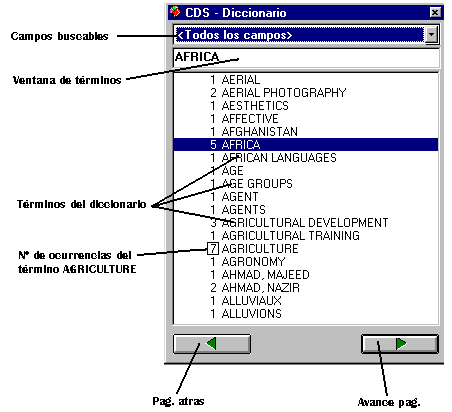 CDS - Diccionario
Campos buscables
<Todos los campos>
AFRICA
Ventana de términos
1 AERIAL
2 AERIAL PHOTOGRAPHY
1 AESTHETICS
1 AFFECTIVE
1 AFGHANISTAN
5 AFRICA
1 AFRICAN LANGUAGES
1 AGE
1 AGE GROUPS
1 AGENT
Términos del diccionario
1 AGENTS
3 AGRICULTURAL DEVELOPMENT
1 AGRICULTURAL TRAINING
7 AGRICULTURE
Nº de ocurrencias del
término AGRICULTURE
1 AGRONOMY
1 AHMAD, MAJEED
2 AHMAD, NAZIR
1 ALLUVIAUX
1 ALLUVIONS
Pag. atras
Avance pag.